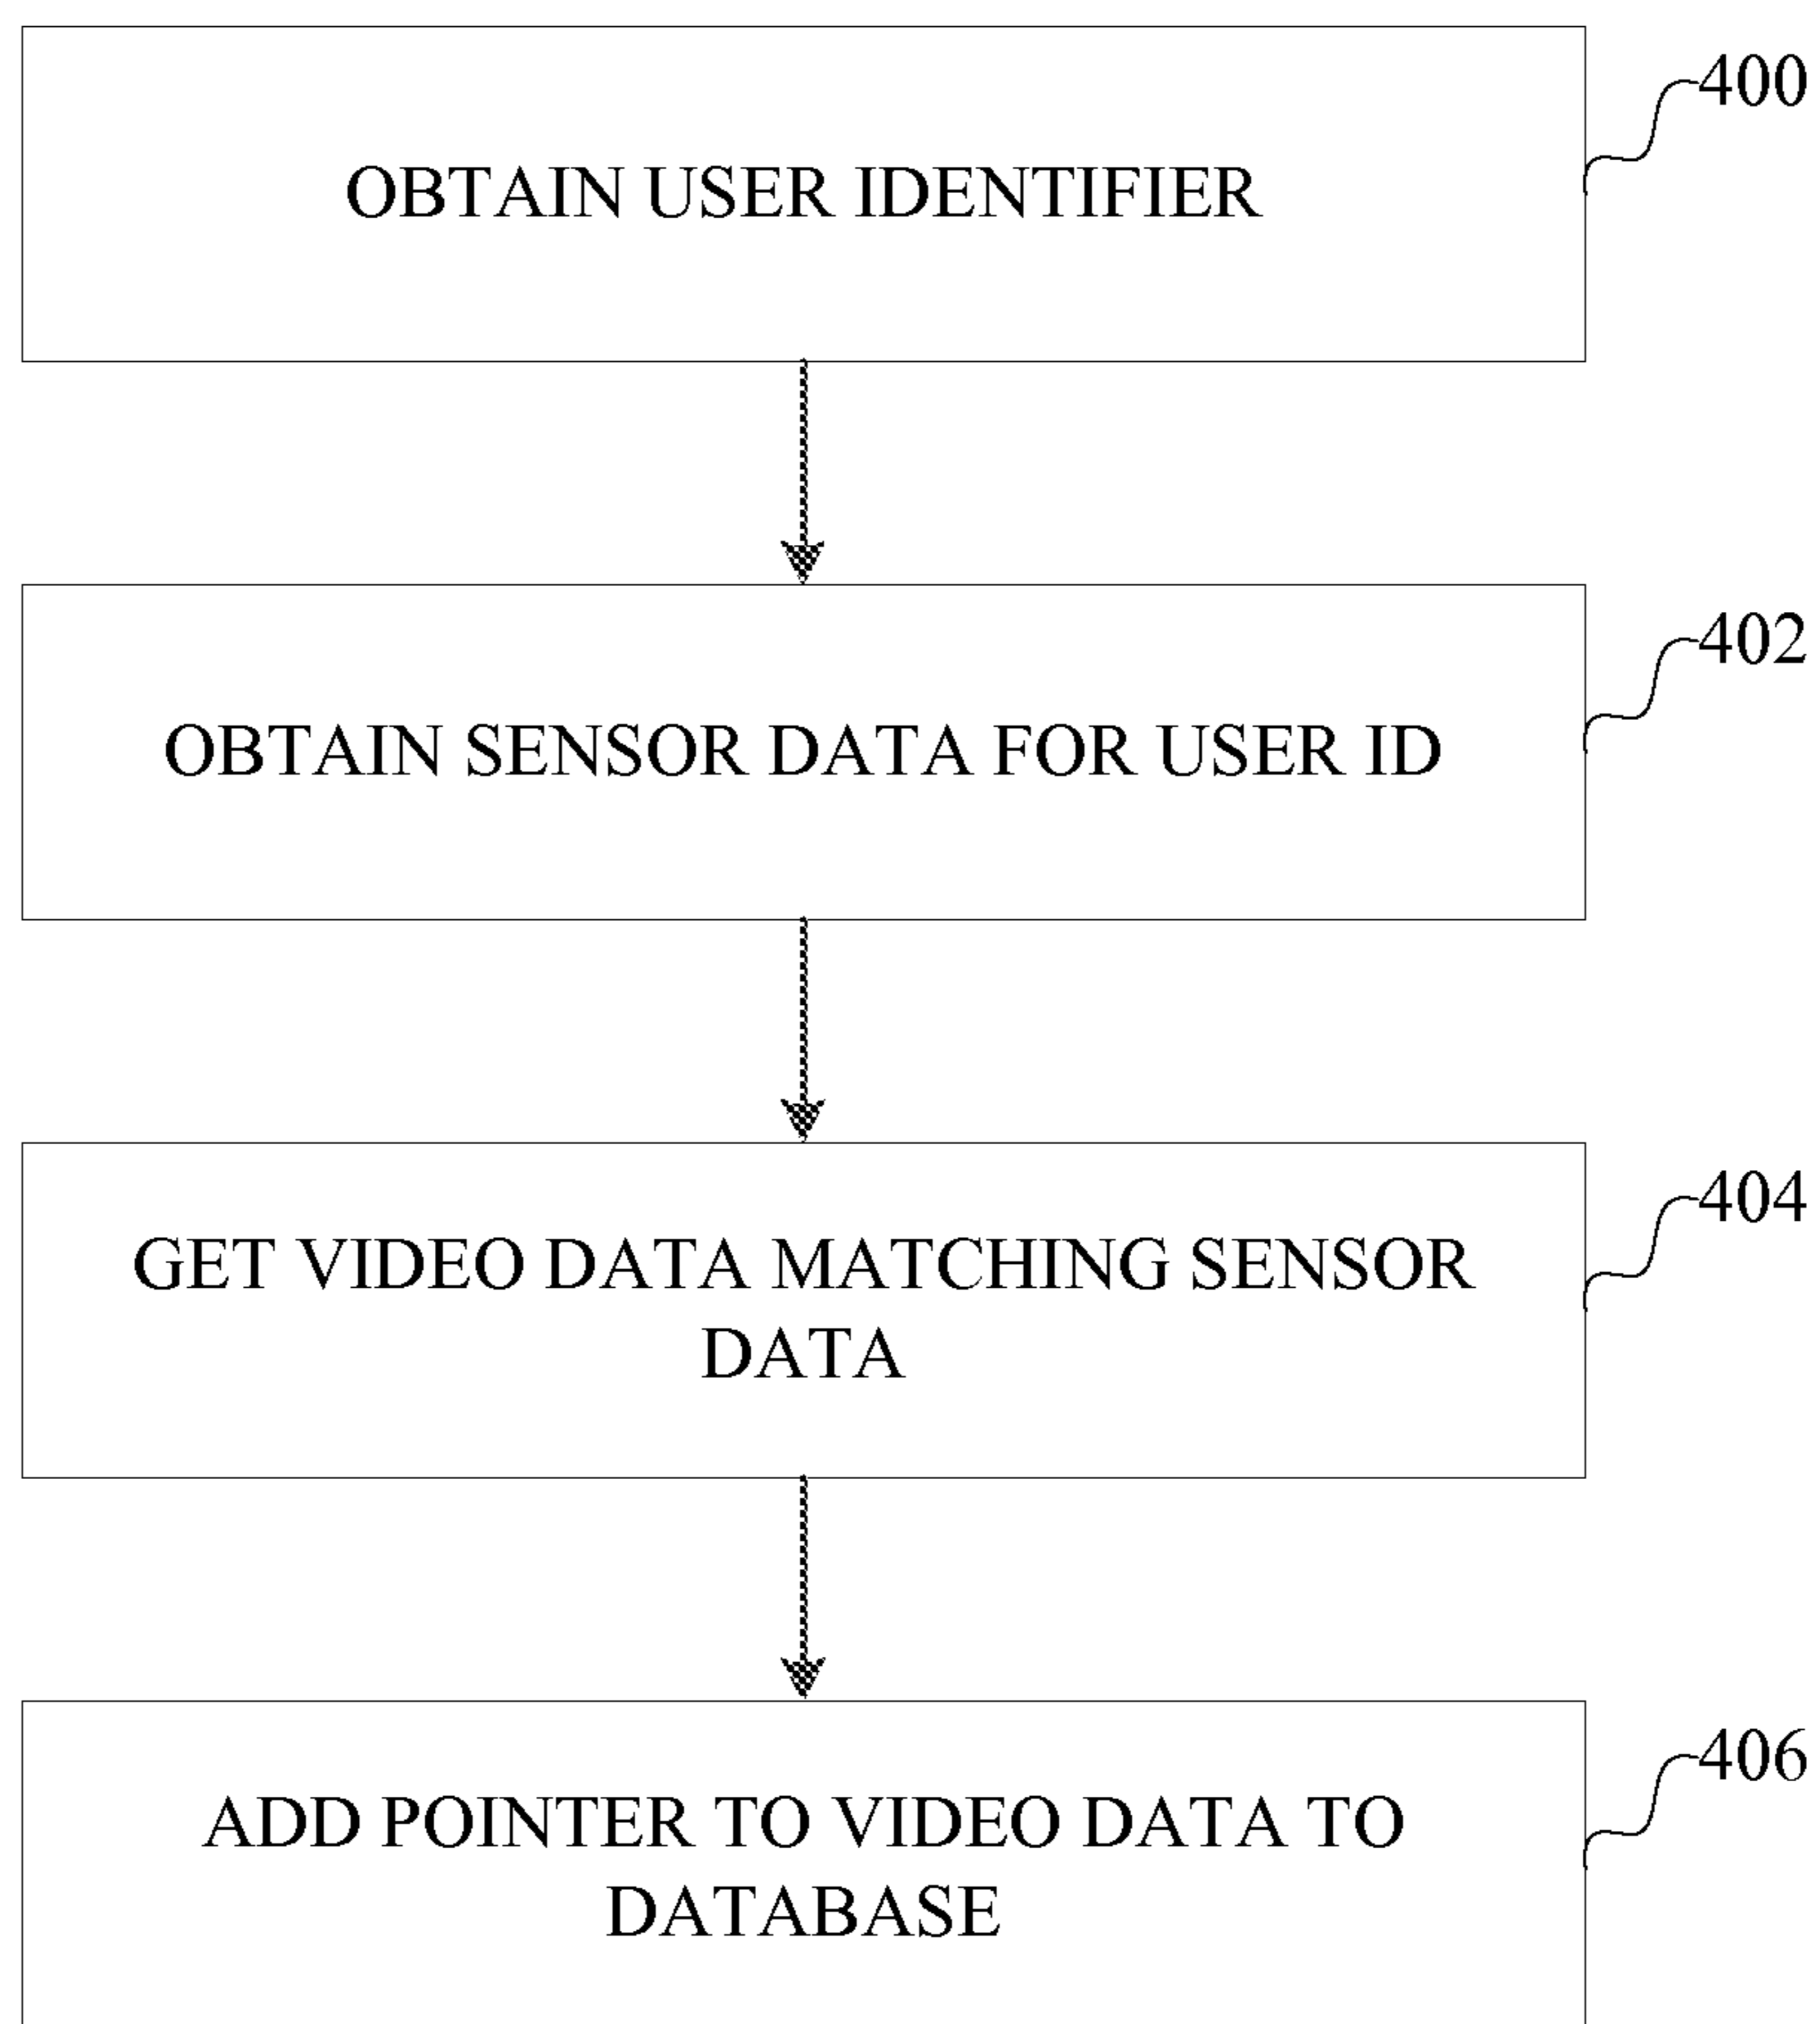 400
OBTAIN USER IDENTIFIER
402
OBTAIN SENSOR DATA FOR USER ID
404
GET VIDEO DATA MATCHING SENSOR
DATA
406
ADD POINTER TO VIDEO DATA TO
DATABASE